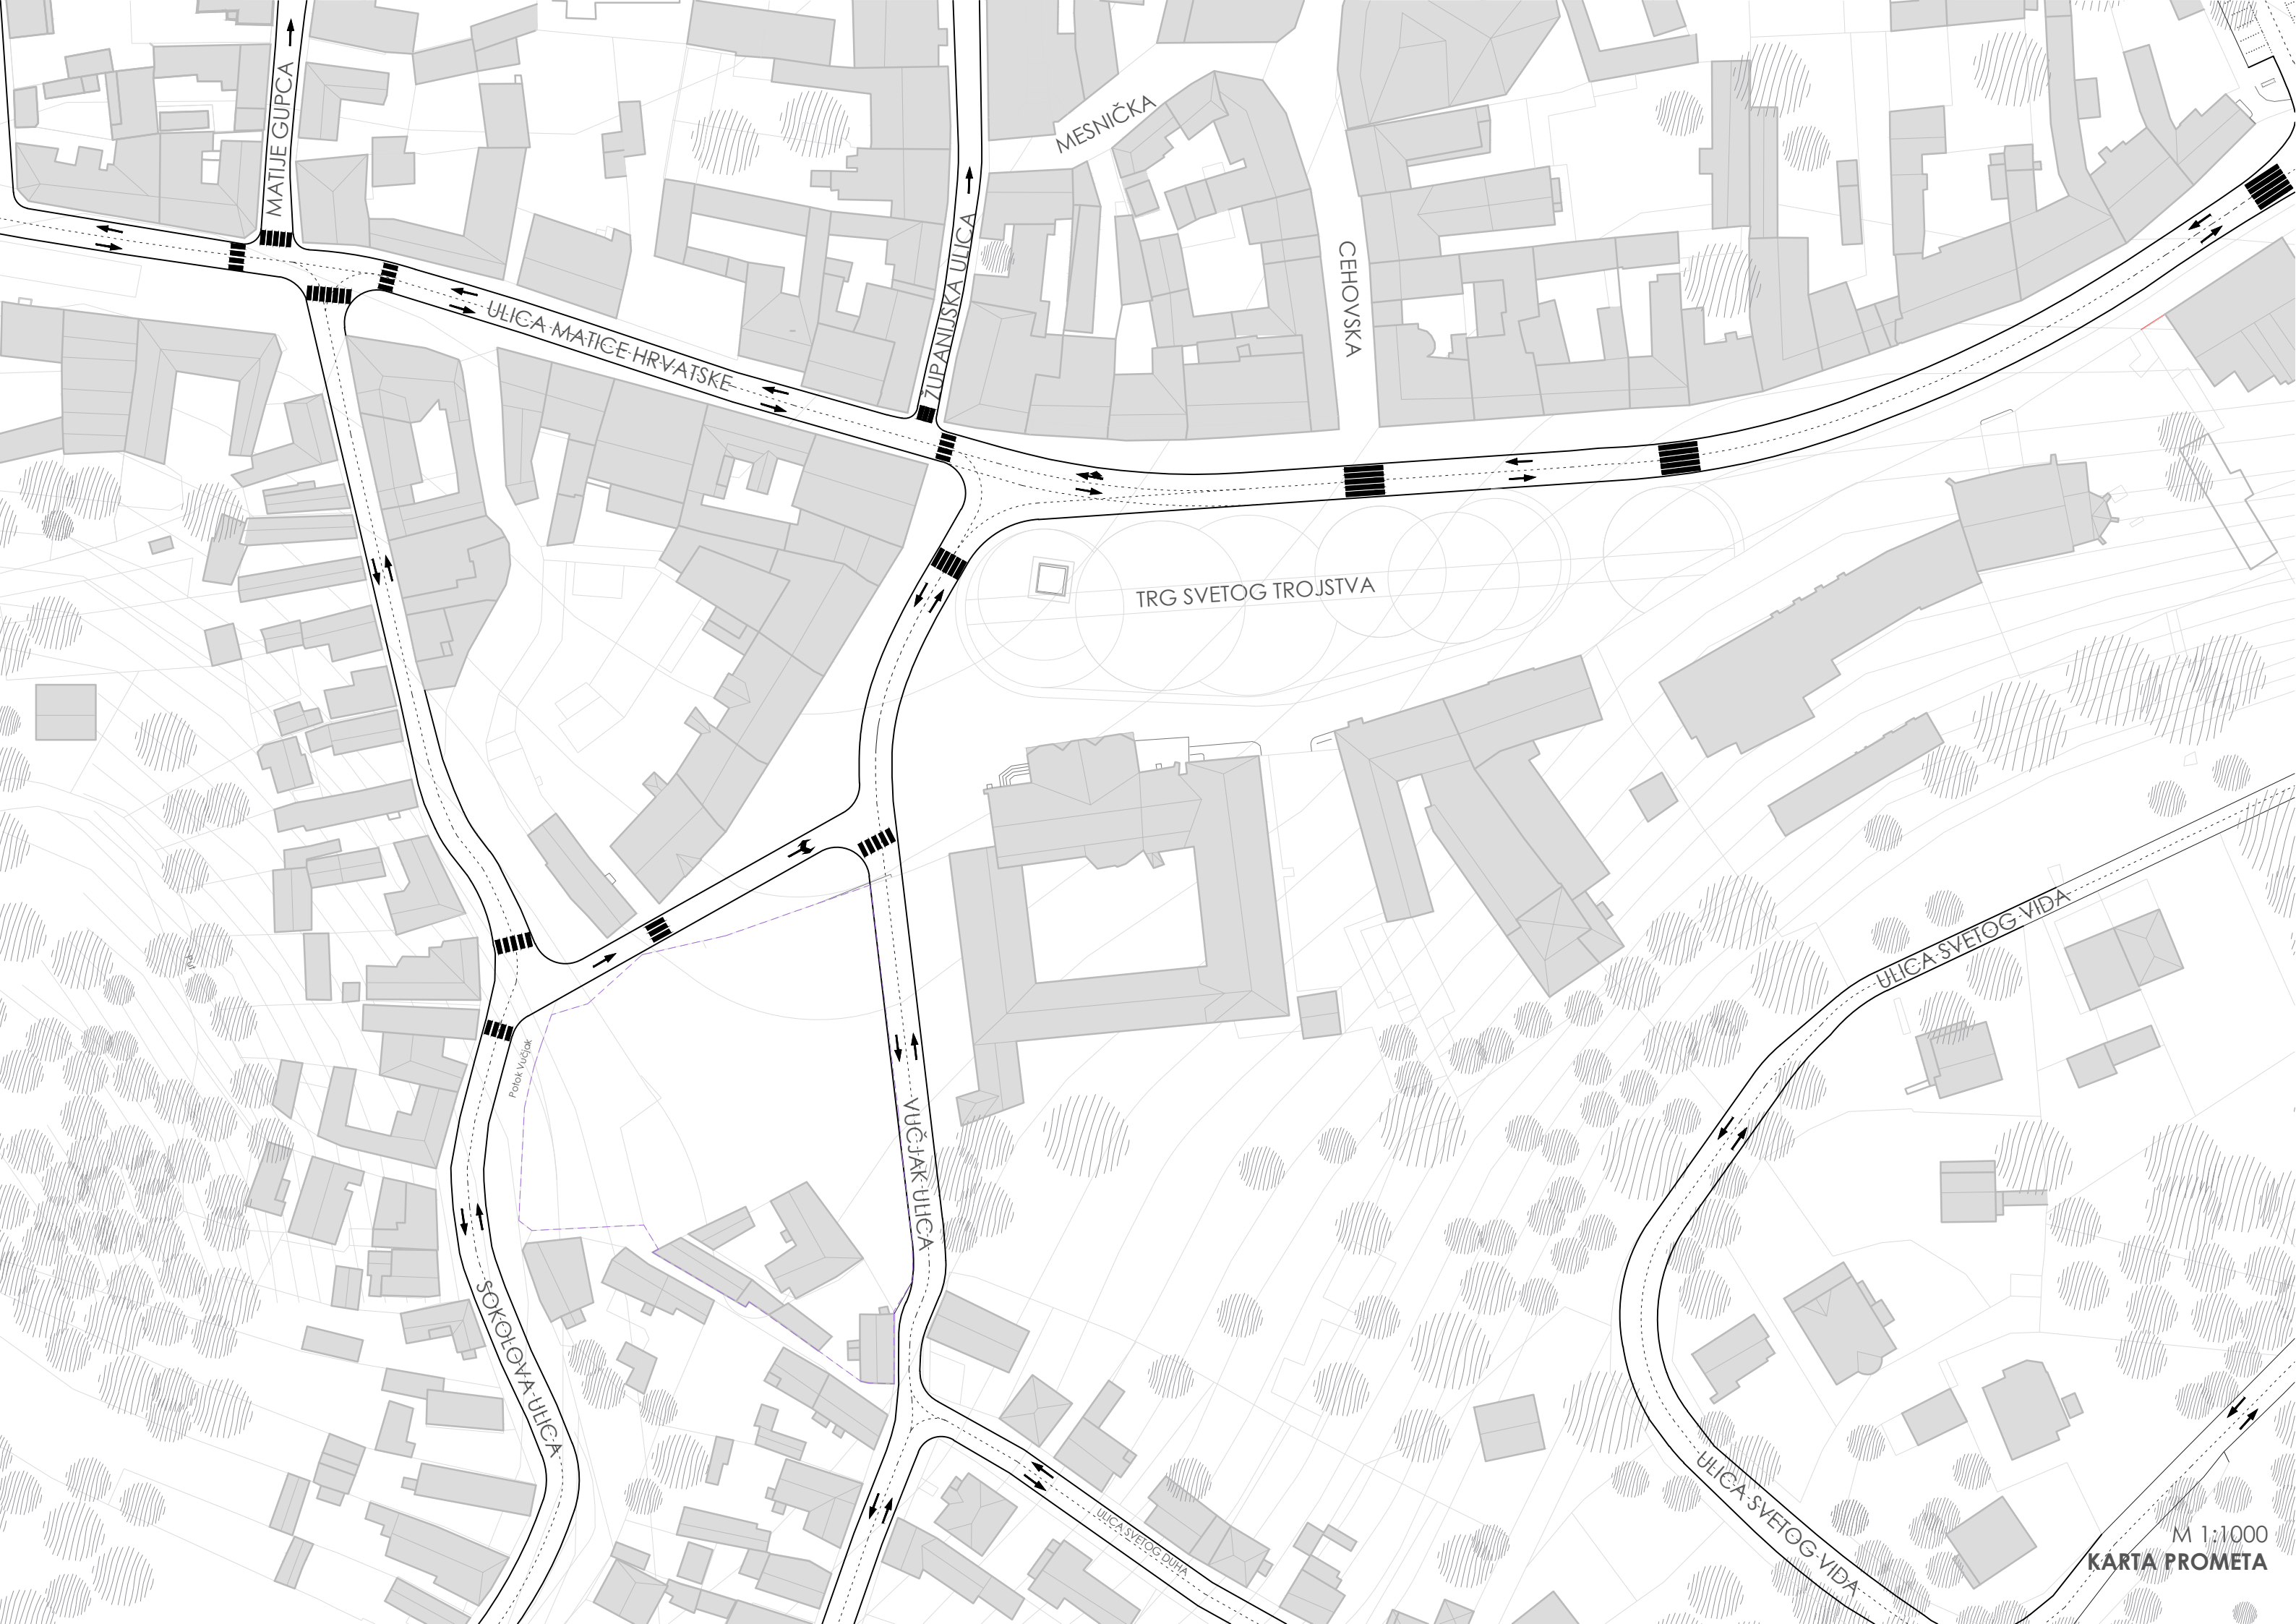 MATIJE GUPCA
MESNIČKA
ŽUPANIJSKA ULICA
CEHOVSKA
ULICA MATICE HRVATSKE
TRG SVETOG TROJSTVA
ULICA SVETOG VIDA
Put
Potok Vučjak
VUČJAK ULICA
SOKOLOVA ULICA
ULICA SVETOG VIDA
ULICA SVETOG DUHA
M 1:1000
KARTA PROMETA